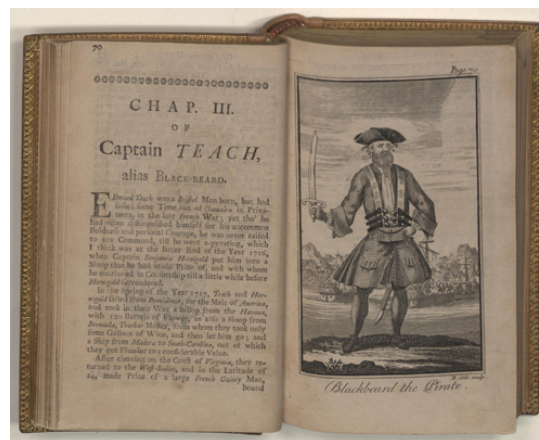 70
CHAP. III.
OF
Captain TEACH,
alias BLACK-BEARD.
EDward Teach was a Bristol Man born, but had
sailed some Time out of Jamaica in Priva-
teers, in the late French War; yet tho' he
had often distinguished himself for his uncommon
Boldness and personal Courage, he was never raised
to any Command, till he went a-pyrating, which
I think was at the latter End of the Year 1716,
when Captain Benjamin Hornigold put him into a
Sloop that he had made Prize of, and with whom
he continued in Consortship till a little while before
Hornigold surrendered.
In the Spring of the Year 1717, Teach and Hor-
nigold sailed from Providence, for the Main of America,
and took in their Way a Billop from the Havana,
with 120 Barrels of Flower, as also a Sloop from
Bermuda, Thurbar Master, from whom they took only
some Gallons of Wine, and then let him go; and
a Ship from Madera to South-Carolina, out of which
they got Plunder to a considerable Value.
After cleaning on the Coast of Virginia, they re-
turned to the West-Indies, and in the Latitude of
24, made Prize of a large French Guiney Man,
bound
Page 70
Blackbeard the Pirate.